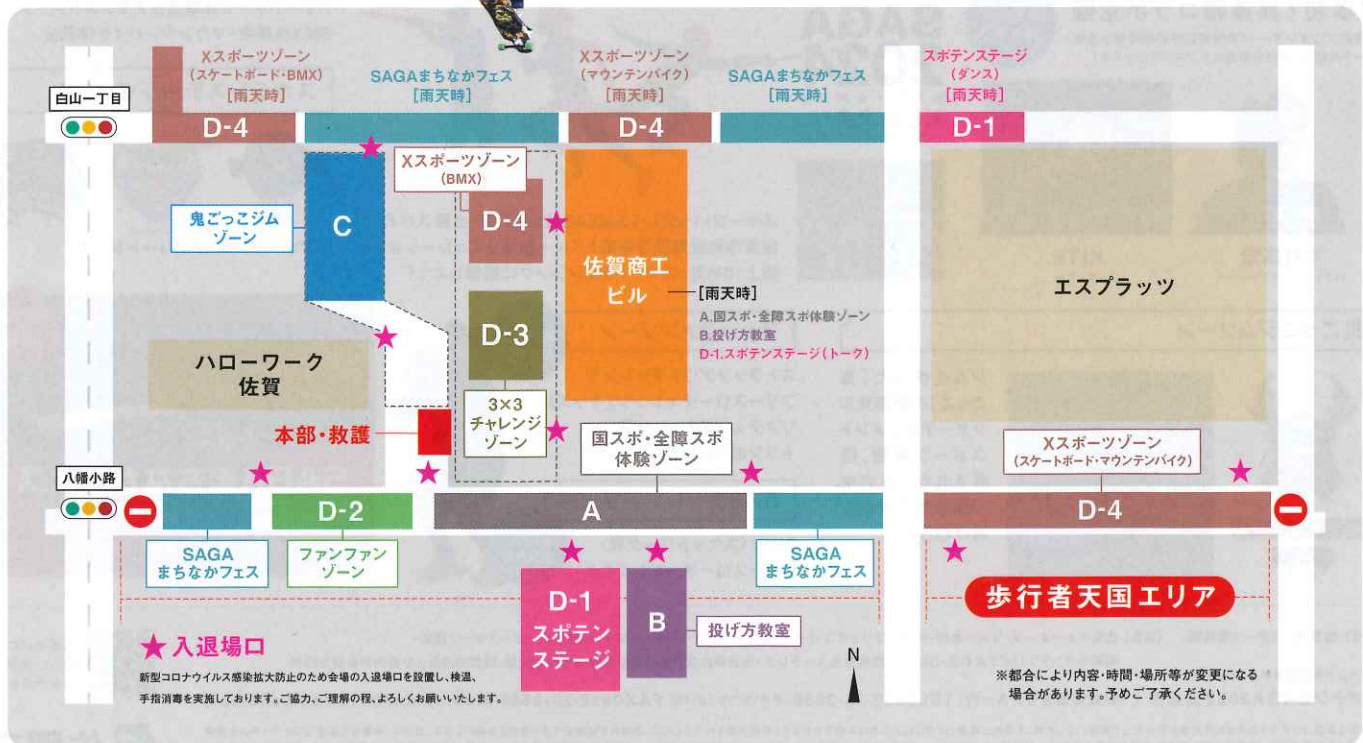 Xスポーツゾーン
(スケートボード・BMX)
[雨天時]
SAGAまちなかフェス
[雨天時]
Xスポーツゾーン
(マウンテンバイク)
[雨天時]
SAGAまちなかフェス
[雨天時]
スポテンステージ
(ダンス)
[雨天時]
白山一丁目
D-4
D-4
D-1
Xスポーツゾーン
(BMX)
鬼ごっこジム
ゾーン
C
D-4
佐賀商工
ビル
[雨天時]
A.国スポ・全障スポ体験ゾーン
B.投げ方教室
D-1.スポテンステージ(トーク)
エスプラッツ
D-3
ハローワーク
佐賀
3×3
チャレンジ
ゾーン
本部・救護
国スポ・全障スポ
体験ゾーン
Xスポーツゾーン
(スケートボード・マウンテンバイク)
八幡小路
D-2
A
D-4
SAGA
まちなかフェス
ファンファン
ゾーン
SAGA
まちなかフェス
D-1
スポテン
ステージ
B
投げ方教室
歩行者天国エリア
★入退場口
新型コロナウイルス感染拡大防止のため会場の入退場口を設置し、検温、
手指消毒を実施しております。ご協力、ご理解の程、よろしくお願いいたします。
N
※都合により内容・時間・場所等が変更になる
場合があります。予めご了承ください。